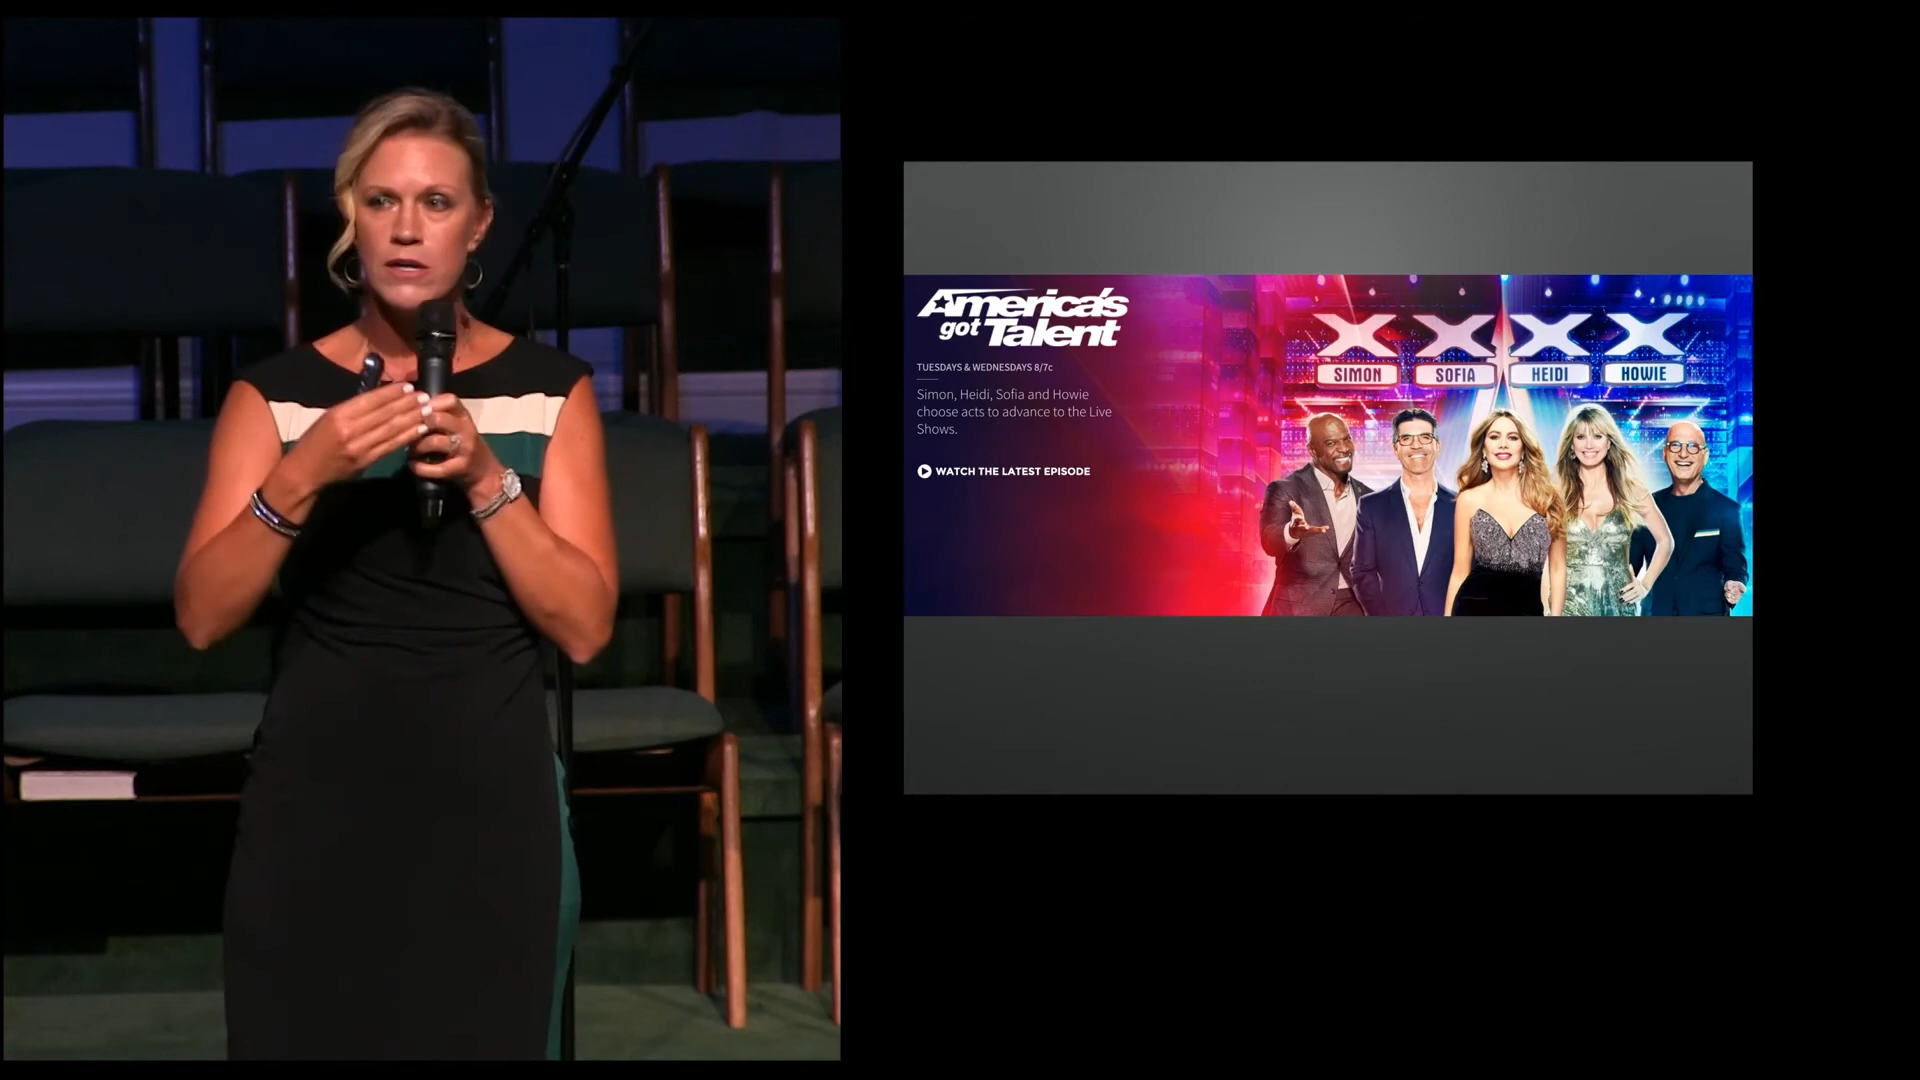 America's
got Talent
TUESDAYS & WEDNESDAYS 8/7c
Simon, Heidi, Sofia and Howie
choose acts to advance to the Live
Shows.
WATCH THE LATEST EPISODE
X X X X
SIMON SOFIA HEIDI HOWIE